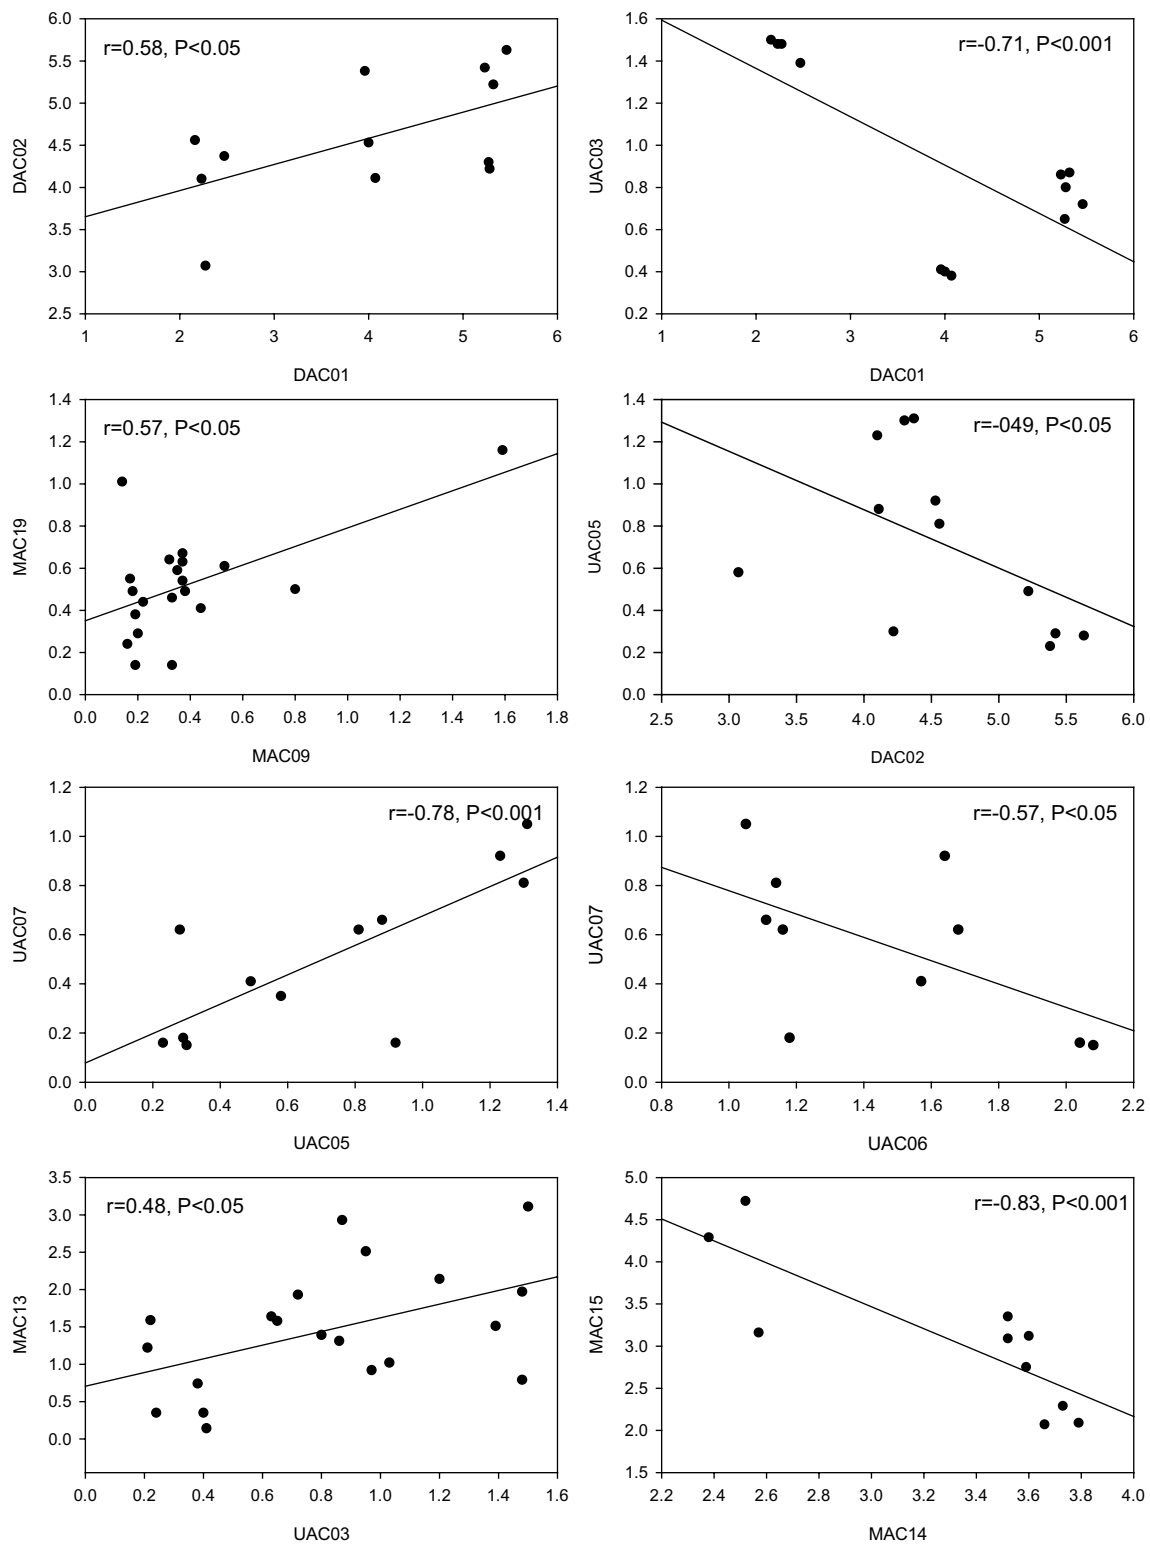 6.0
5.5
5.0
4.5
4.0
3.5
3.0
2.5
r=0.58, P<0.05
DAC02
1 2 3 4 5 6
DAC01
1.6
1.4
1.2
1.0
0.8
0.6
0.4
0.2
r=-0.71, P<0.001
UAC03
1 2 3 4 5 6
DAC01
1.4
1.2
1.0
0.8
0.6
0.4
0.2
0.0
r=0.57, P<0.05
MAC19
0.0 0.2 0.4 0.6 0.8 1.0 1.2 1.4 1.6 1.8
MAC09
1.4
1.2
1.0
0.8
0.6
0.4
0.2
0.0
r=-049, P<0.05
UAC05
2.5 3.0 3.5 4.0 4.5 5.0 5.5 6.0
DAC02
1.2
1.0
0.8
0.6
0.4
0.2
0.0
r=-0.78, P<0.001
UAC07
0.0 0.2 0.4 0.6 0.8 1.0 1.2 1.4
UAC05
1.2
1.0
0.8
0.6
0.4
0.2
0.0
r=-0.57, P<0.05
UAC07
0.8 1.0 1.2 1.4 1.6 1.8 2.0 2.2
UAC06
3.5
3.0
2.5
2.0
1.5
1.0
0.5
0.0
r=0.48, P<0.05
MAC13
0.0 0.2 0.4 0.6 0.8 1.0 1.2 1.4 1.6
UAC03
5.0
4.5
4.0
3.5
3.0
2.5
2.0
1.5
r=-0.83, P<0.001
MAC15
2.2 2.4 2.6 2.8 3.0 3.2 3.4 3.6 3.8 4.0
MAC14